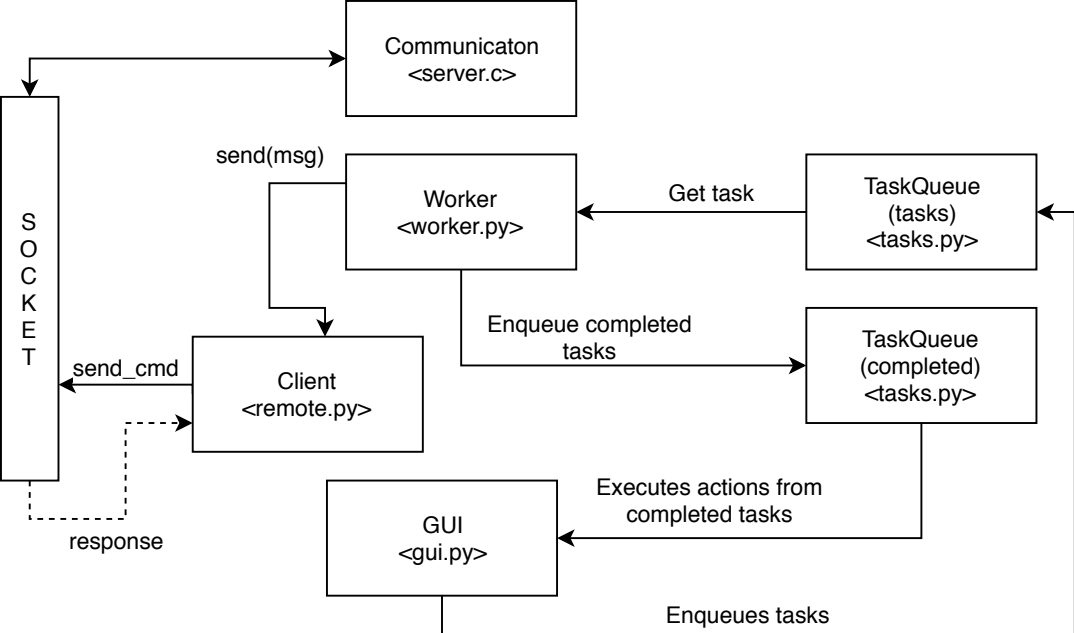 Communicaton
<server.c>
send(msg)
Worker
<worker.py>
Get task
TaskQueue
(tasks)
<tasks.py>
S
O
C
K
E
T
Enqueue completed
tasks
TaskQueue
(completed)
<tasks.py>
send_cmd
Client
<remote.py>
response
GUI
<gui.py>
Executes actions from
completed tasks
Enqueues tasks